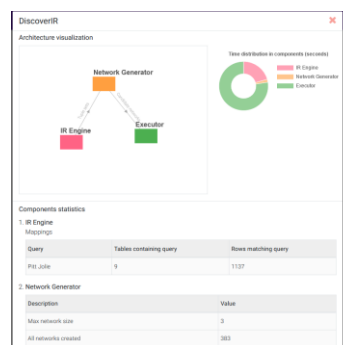 DiscoverIR
Architecture visualization
Network Generator
IR Engine
Executor
Time distribution in components (seconds)
IR Engine
Network Generator
Executor
Components statistics
1. IR Engine
Mappings
Query Tables containing query Rows matching query
Pitt Jolie 9 1137
2. Network Generator
Description Value
Max network size 3
All networks created 383